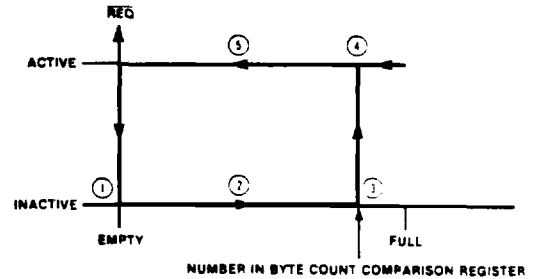 REQ
ACTIVE
5
4
1
2
3
INACTIVE
EMPTY
FULL
NUMBER IN BYTE COUNT COMPARISON REGISTER